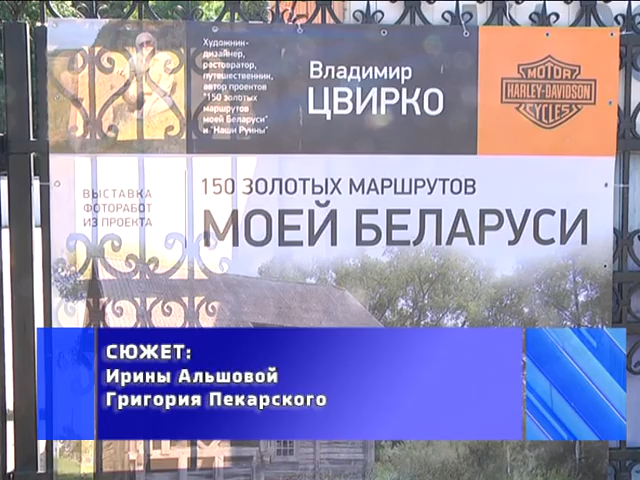 Художник-
дизайнер,
реставратор,
путешественник,
автор проектов
"150 золотых
маршрутов
моей Беларуси"
и "Наши Руины"
Владимир
ЦВИРКО
MOTOR
HARLEY-DAVIDSON
CYCLES
ВЫСТАВКА
ФОТОРАБОТ
ИЗ ПРОЕКТА
150 ЗОЛОТЫХ МАРШРУТОВ
МОЕЙ БЕЛАРУСИ
СЮЖЕТ:
Ирины Альшовой
Григория Пекарского